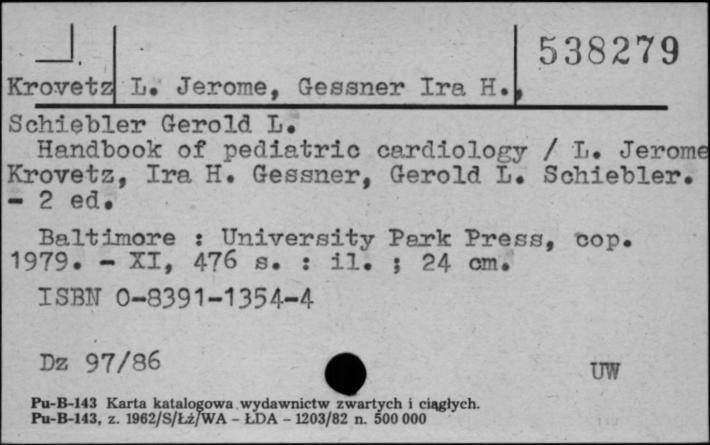 538279
Krovetz L. Jerome, Gessner Ira H.,
Schiebler Gerold L.
Handbook of pediatric cardiology / L. Jerome
Krovetz, Ira H. Gessner, Gerold L. Schiebler.
- 2 ed.
Baltimore : University Park Press, cop.
1979. - XI, 476 s. : il. ; 24 cm.
ISBN 0-8391-1354-4
Dz 97/86
UW
Pu-B-143 Karta katalogowa wydawnictw zwartych i ciągłych.
Pu-B-143, z. 1962/S/Łż/WA - ŁDA - 1203/82 n. 500 000